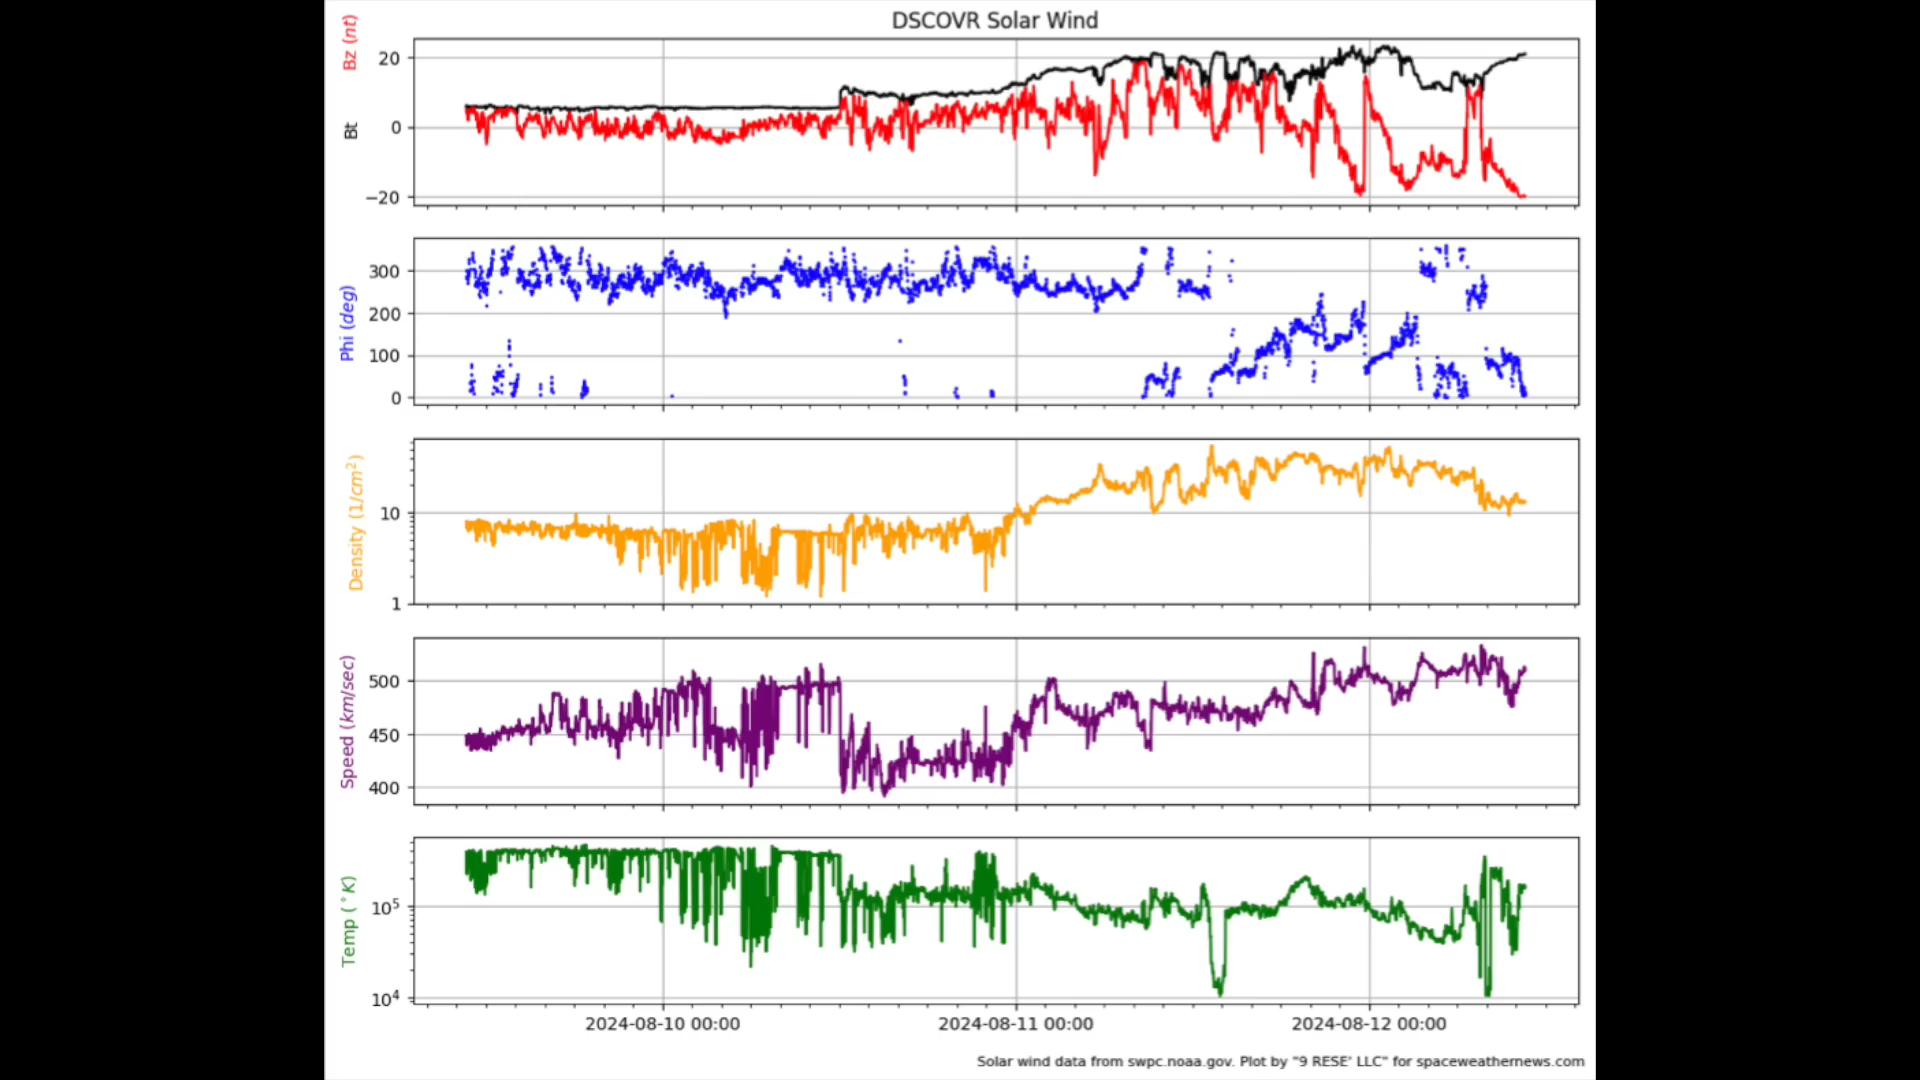 DSCOVR Solar Wind
Bz (nt)
Bt
20
0
−20
Phi (deg)
300
200
100
0
Density (1/cm²)
10
1
Speed (km/sec)
500
450
400
Temp (°K)
10⁵
10⁴
2024-08-10 00:00 2024-08-11 00:00 2024-08-12 00:00
Solar wind data from swpc.noaa.gov. Plot by "9 RESE' LLC" for spaceweathernews.com